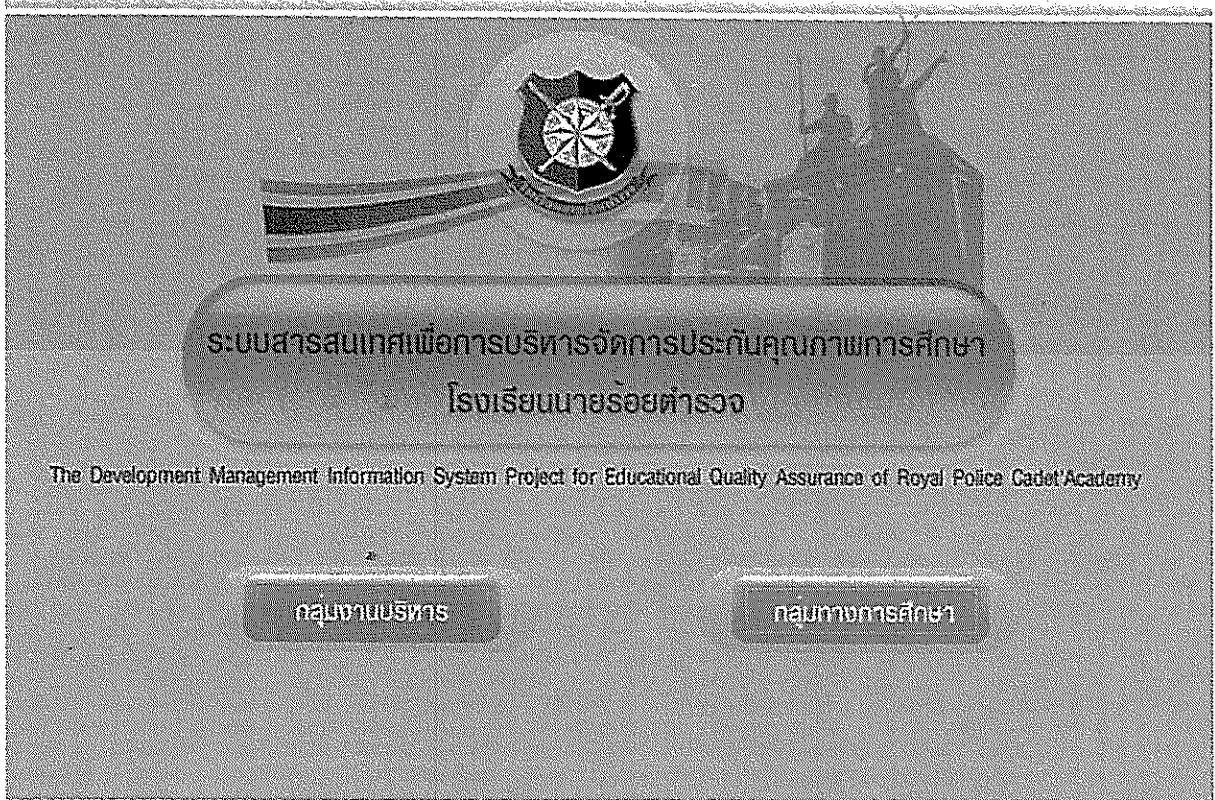 ระบบสารสนเทศเพื่อการบริหารจัดการประกันคุณภาพการศึกษา
โรงเรียนนายร้อยตำรวจ
The Development Management Information System Project for Educational Quality Assurance of Royal Police Cadet'Academy
กลุ่มงานบริหาร
กลุ่มทางการศึกษา